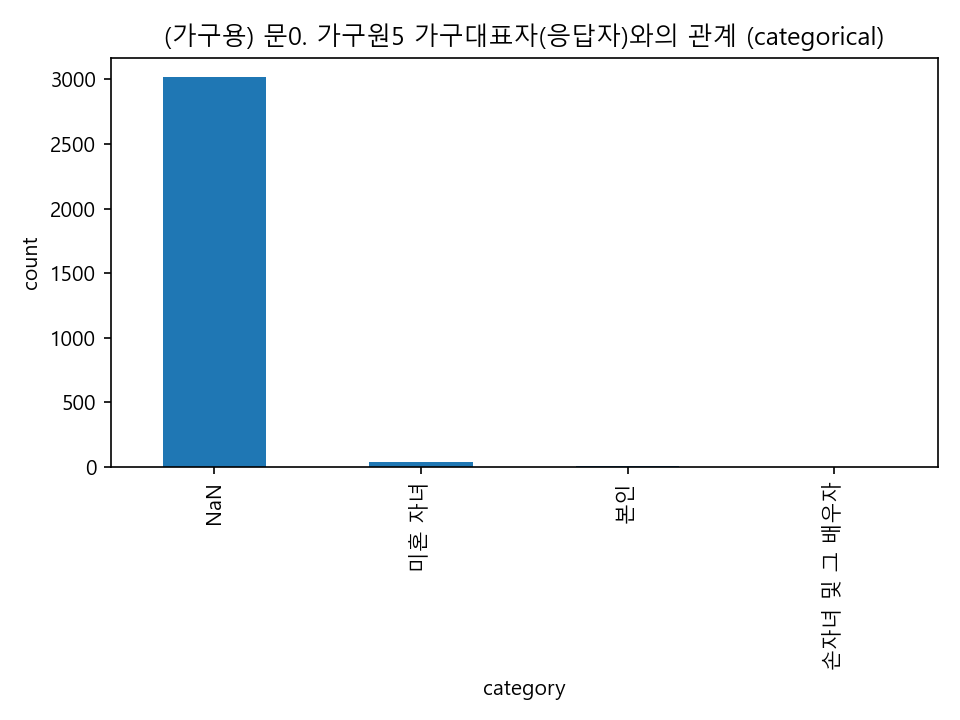 (가구용) 문0. 가구원5 가구대표자(응답자)와의 관계 (categorical)
3000
2500
2000
1500
1000
500
0
count
NaN
미혼 자녀
본인
손자녀 및 그 배우자
category